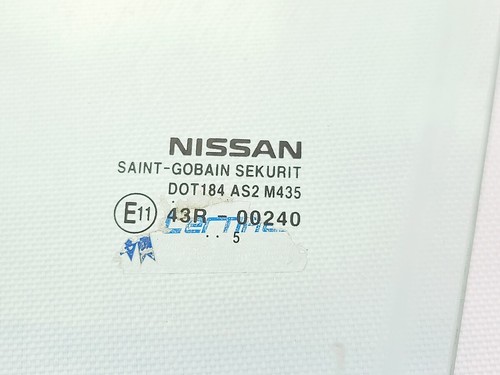 NISSAN
SAINT-GOBAIN SEKURIT
DOT184 AS2 M435
E11 43R - 00240
.. 5